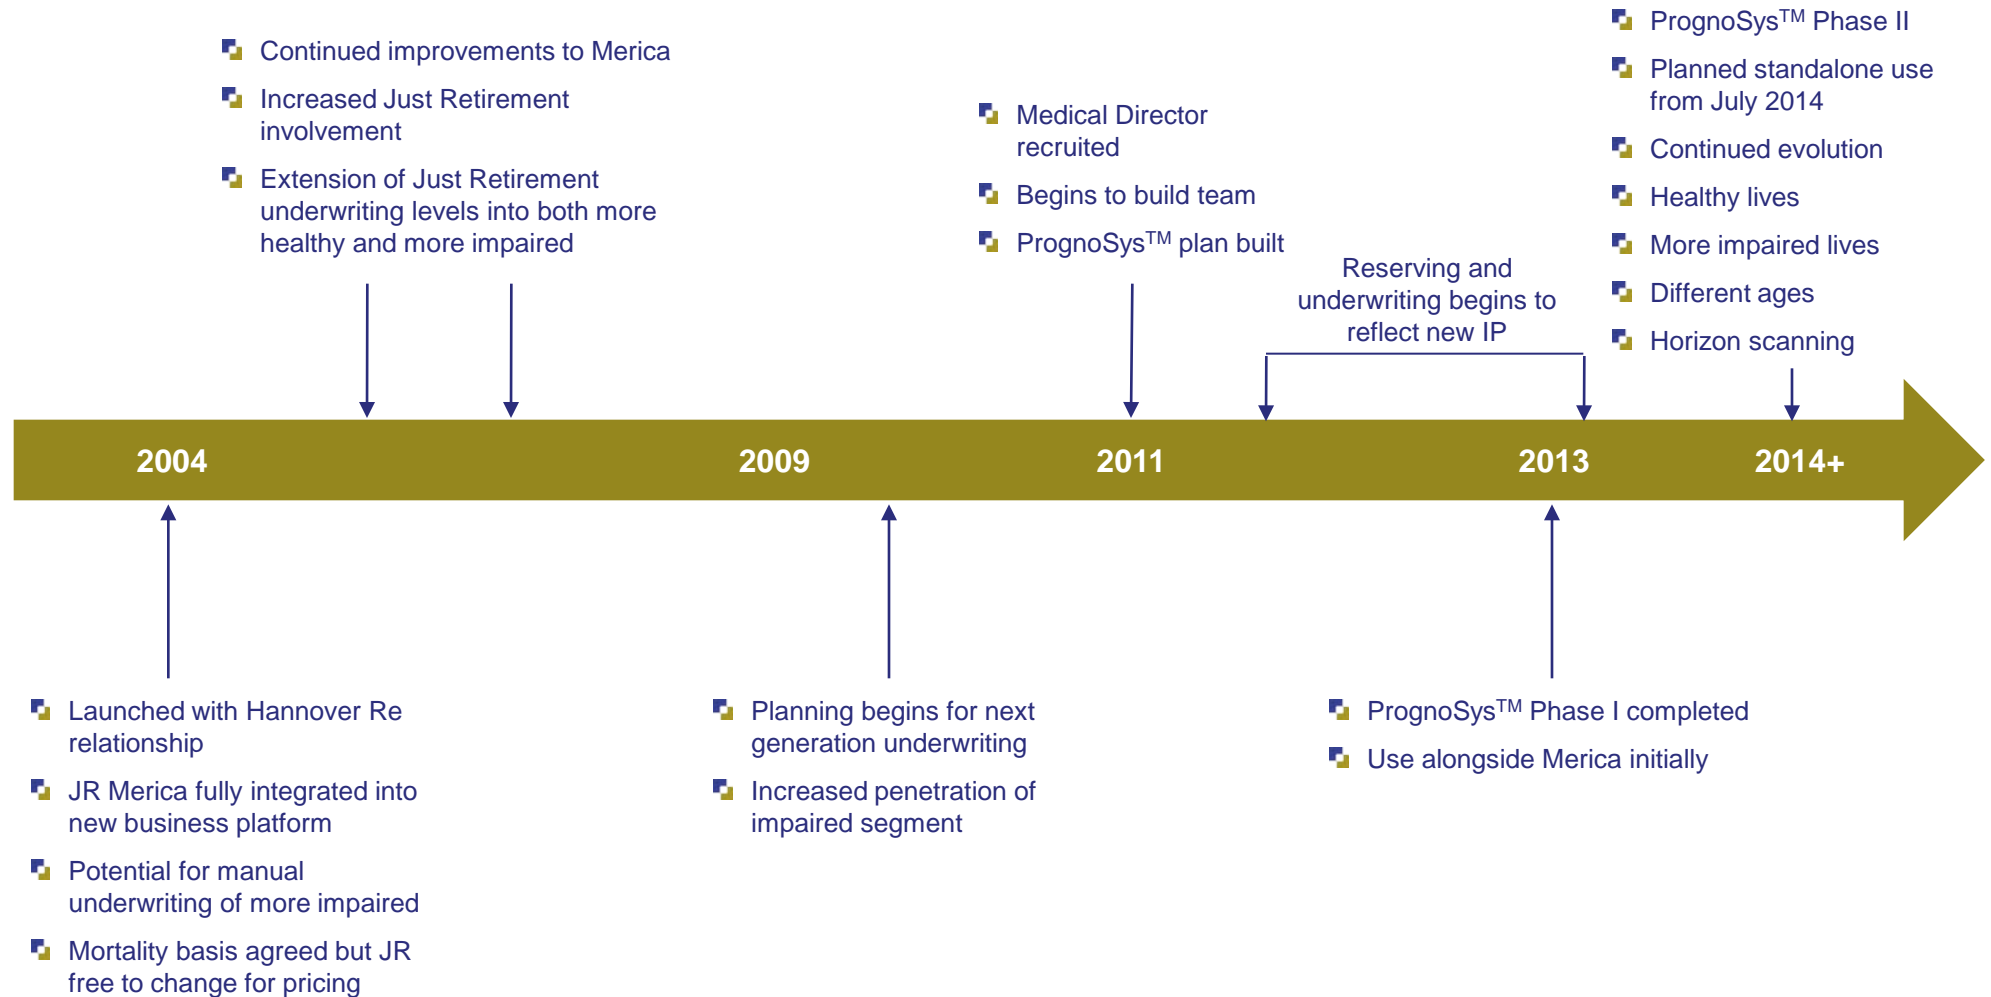 Continued improvements to Merica
Increased Just Retirement
involvement
Extension of Just Retirement
underwriting levels into both more
healthy and more impaired
Medical Director
recruited
Begins to build team
PrognoSys™ plan built
Reserving and
underwriting begins to
reflect new IP
PrognoSys™ Phase II
Planned standalone use
from July 2014
Continued evolution
Healthy lives
More impaired lives
Different ages
Horizon scanning
2004
2009
2011
2013
2014+
Launched with Hannover Re
relationship
JR Merica fully integrated into
new business platform
Potential for manual
underwriting of more impaired
Mortality basis agreed but JR
free to change for pricing
Planning begins for next
generation underwriting
Increased penetration of
impaired segment
PrognoSys™ Phase I completed
Use alongside Merica initially